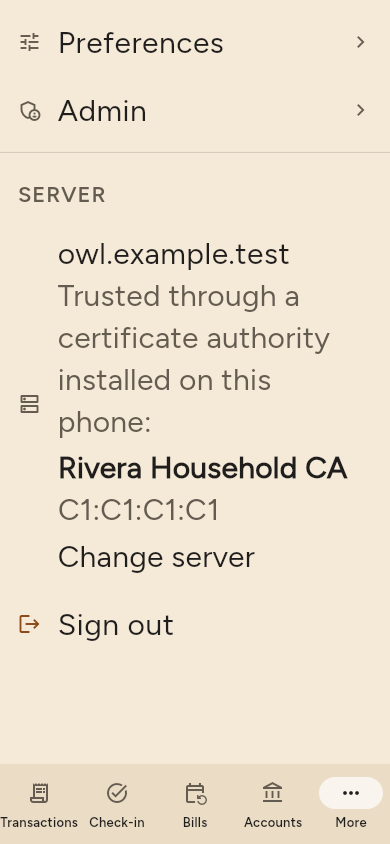 Preferences
Admin
SERVER
owl.example.test
Trusted through a
certificate authority
installed on this
phone:
Rivera Household CA
C1:C1:C1:C1
Change server
Sign out
Transactions
Check-in
Bills
Accounts
More